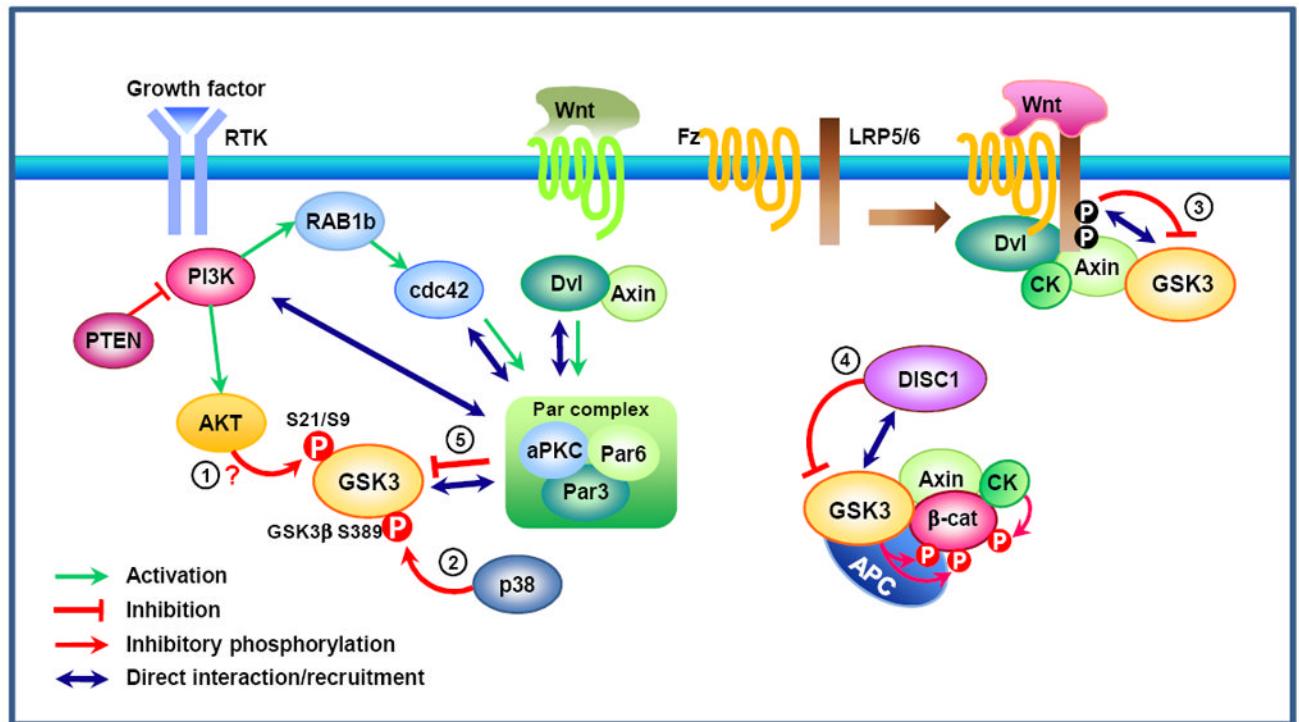 Growth factor
RTK
Wnt
Fz
LRP5/6
Wnt
P
P
3
Dvl
CK
Axin
GSK3
RAB1b
PI3K
cdc42
PTEN
Dvl
Axin
AKT
S21/S9
P
1
?
GSK3
GSK3β S389
P
2
p38
5
Par complex
aPKC
Par6
Par3
4
DISC1
GSK3
Axin
CK
β-cat
P
P
P
APC
Activation
Inhibition
Inhibitory phosphorylation
Direct interaction/recruitment